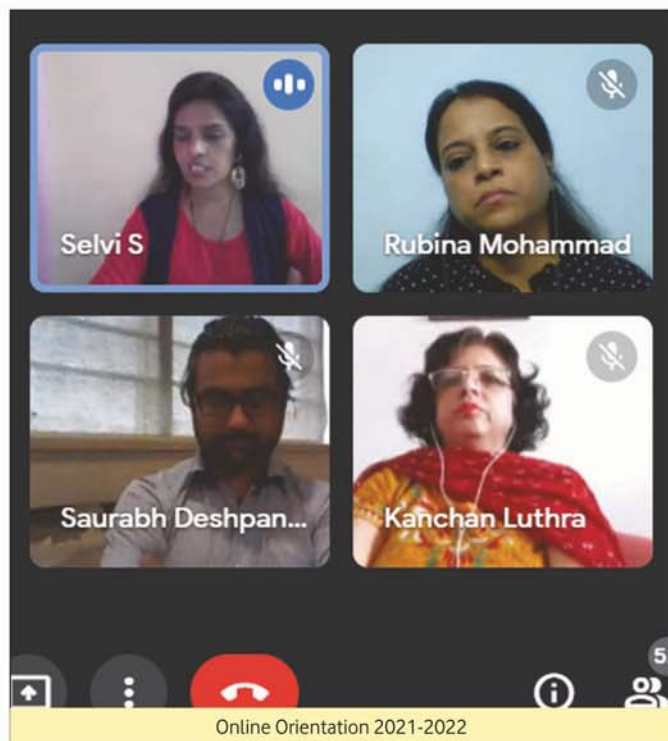 Selvi S
Rubina Mohammad
Saurabh Deshpan...
Kanchan Luthra
5
Online Orientation 2021-2022